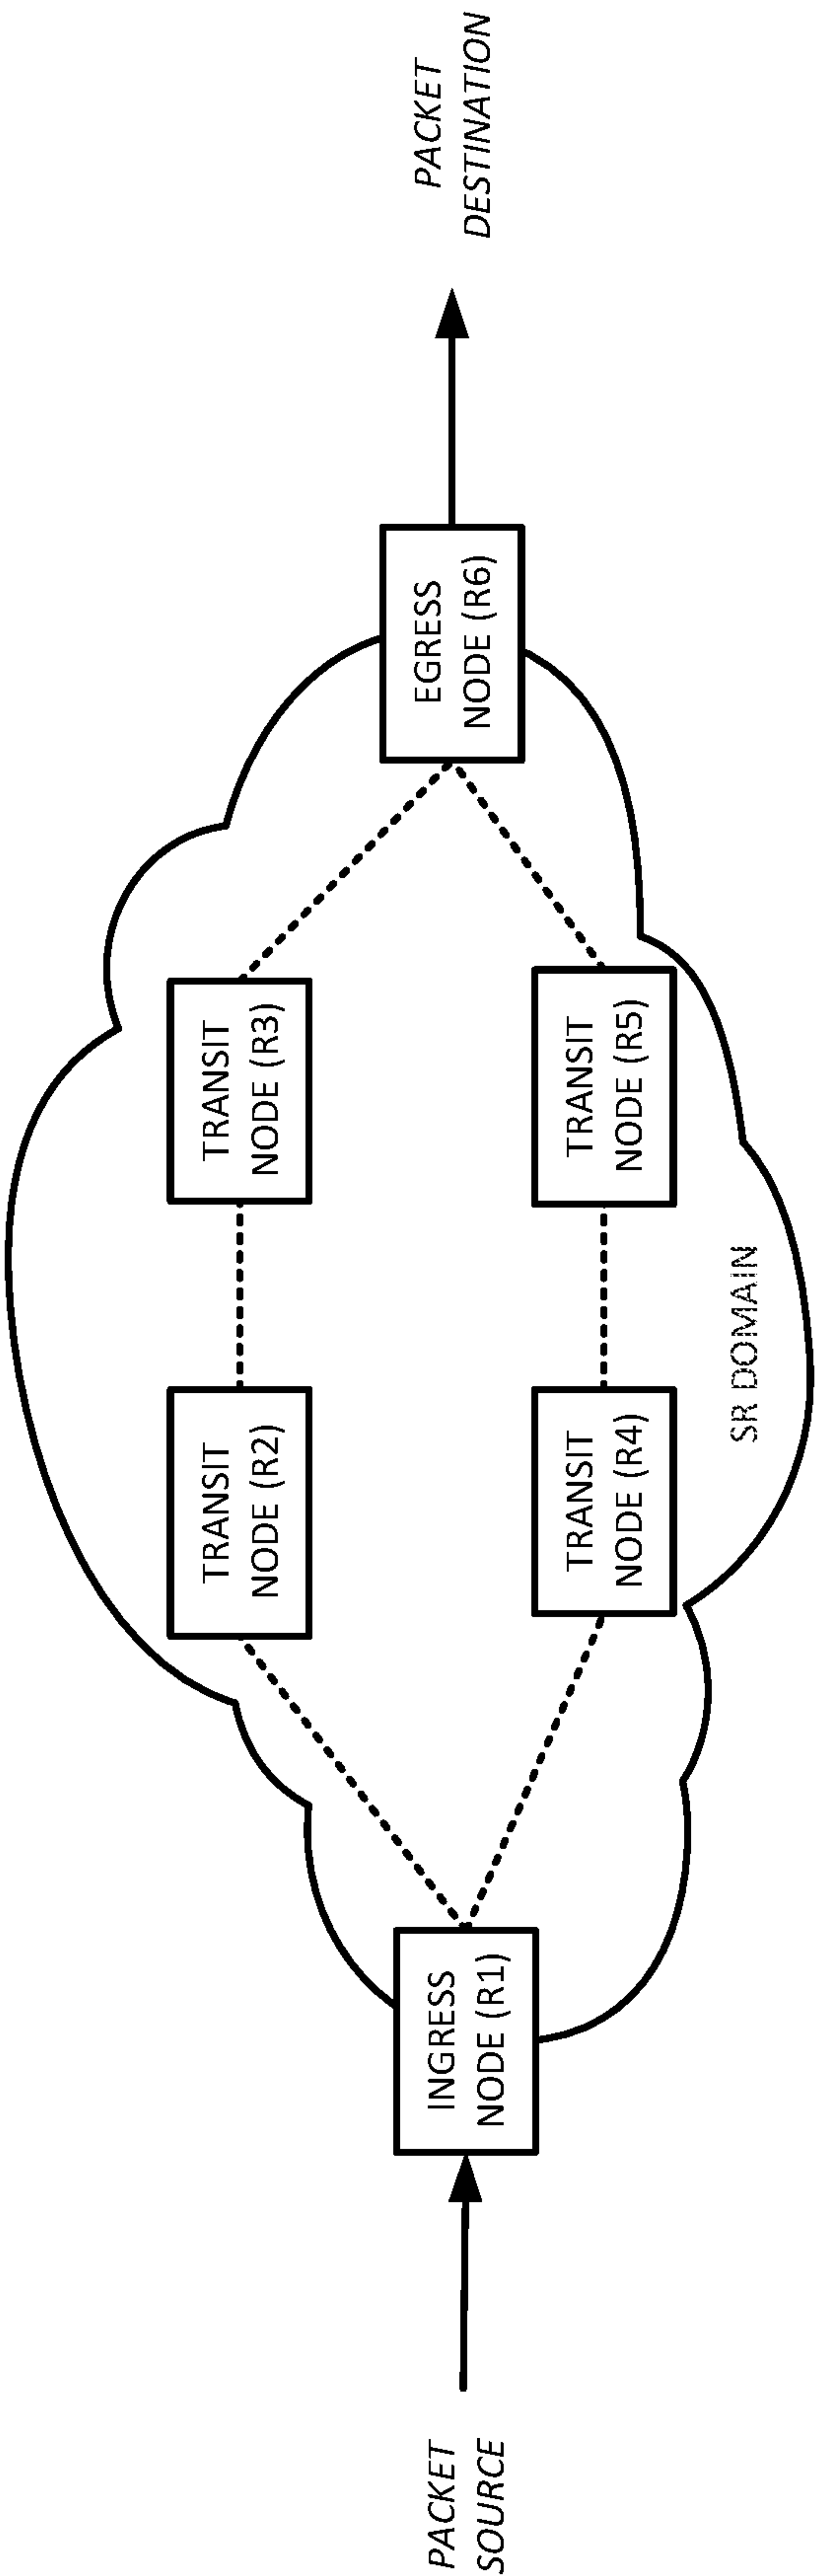 PACKET
SOURCE
INGRESS
NODE (R1)
TRANSIT
NODE (R2)
TRANSIT
NODE (R3)
TRANSIT
NODE (R4)
TRANSIT
NODE (R5)
SR DOMAIN
EGRESS
NODE (R6)
PACKET
DESTINATION